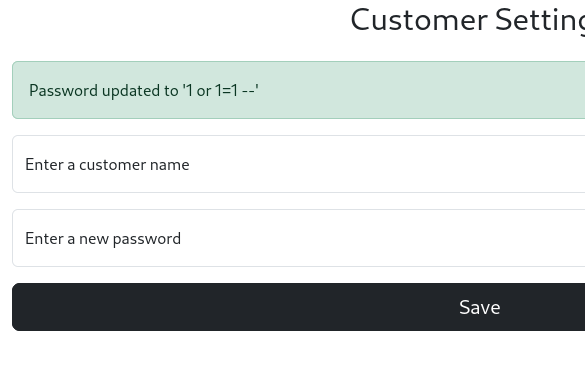 Customer Setting
Password updated to '1 or 1=1 --'
Enter a customer name
Enter a new password
Save